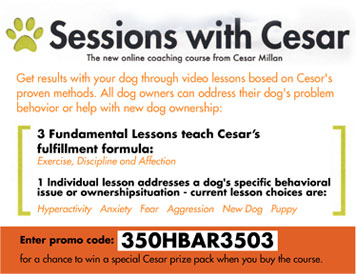 Sessions with Cesar
The new online coaching course from Cesar Millan
Get results with your dog through video lessons based on Cesar's
proven methods. All dog owners can address their dog's problem
behavior or help with new dog ownership:
3 Fundamental Lessons teach Cesar's
fulfillment formula:
Exercise, Discipline and Affection
1 Individual lesson addresses a dog's specific behavioral
issue or ownershipsituation - current lesson choices are:
Hyperactivity Anxiety Fear Aggression New Dog Puppy
Enter promo code: 350HBAR3503
for a chance to win a special Cesar prize pack when you buy the course.